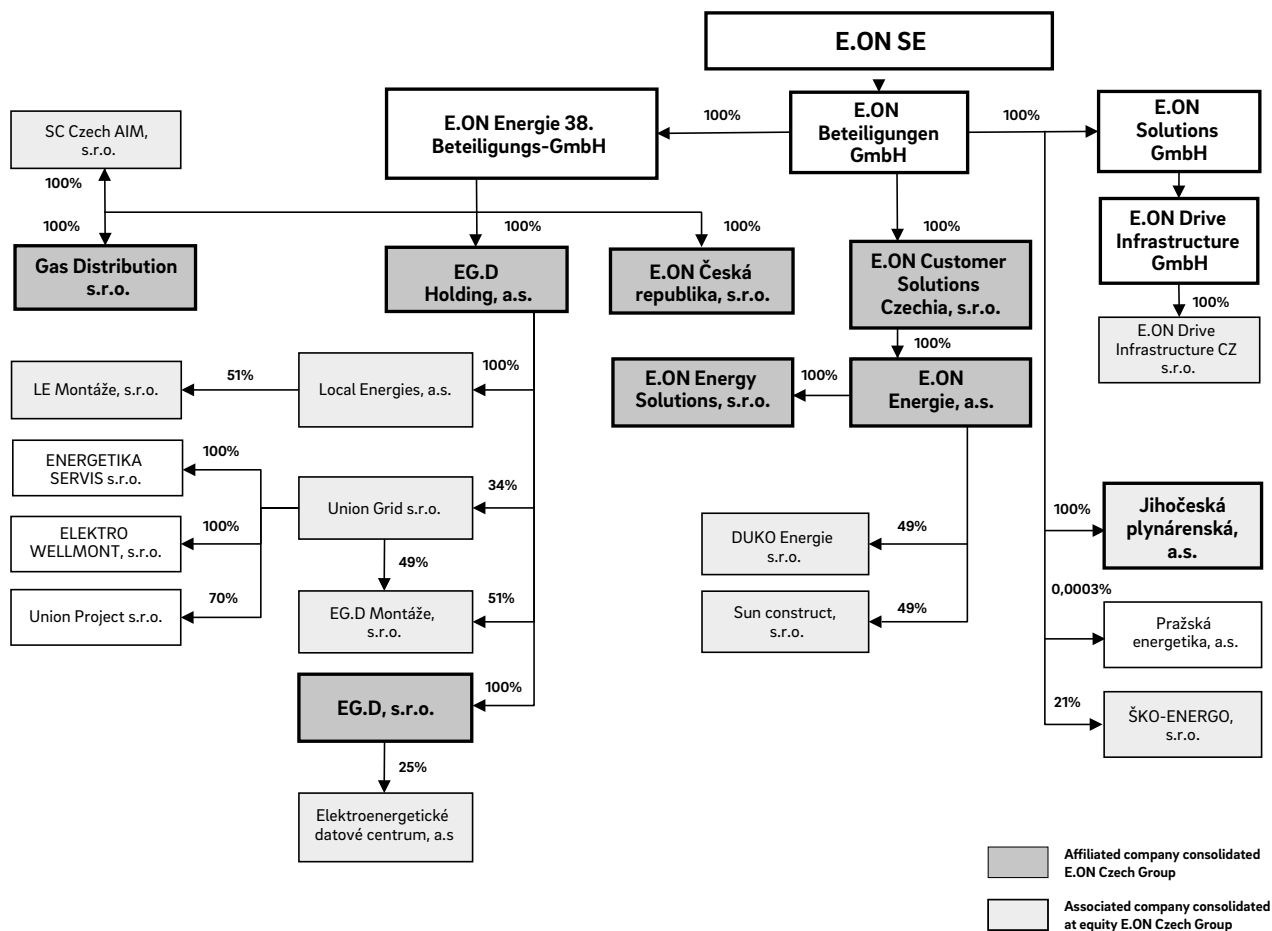 E.ON SE
E.ON Energie 38.
Beteiligungs-GmbH
100%
E.ON
Beteiligungen
GmbH
100%
E.ON
Solutions
GmbH
SC Czech AIM,
s.r.o.
100%
100%
100%
100%
100%
E.ON Drive
Infrastructure
GmbH
Gas Distribution
s.r.o.
EG.D
Holding, a.s.
E.ON Česká
republika, s.r.o.
E.ON Customer
Solutions
Czechia, s.r.o.
100%
E.ON Drive
Infrastructure CZ
s.r.o.
100%
LE Montáže, s.r.o.
51%
Local Energies, a.s.
100%
E.ON Energy
Solutions, s.r.o.
100%
E.ON
Energie, a.s.
ENERGETIKA
SERVIS s.r.o.
100%
Union Grid s.r.o.
34%
ELEKTRO
WELLMONT, s.r.o.
100%
49%
DUKO Energie
s.r.o.
49%
100%
Jihočeská
plynárenská,
a.s.
Union Project s.r.o.
70%
EG.D Montáže,
s.r.o.
51%
Sun construct,
s.r.o.
49%
0,0003%
Pražská
energetika, a.s.
EG.D, s.r.o.
100%
21%
ŠKO-ENERGO,
s.r.o.
25%
Elektroenergetické
datové centrum, a.s
Affiliated company consolidated
E.ON Czech Group
Associated company consolidated
at equity E.ON Czech Group